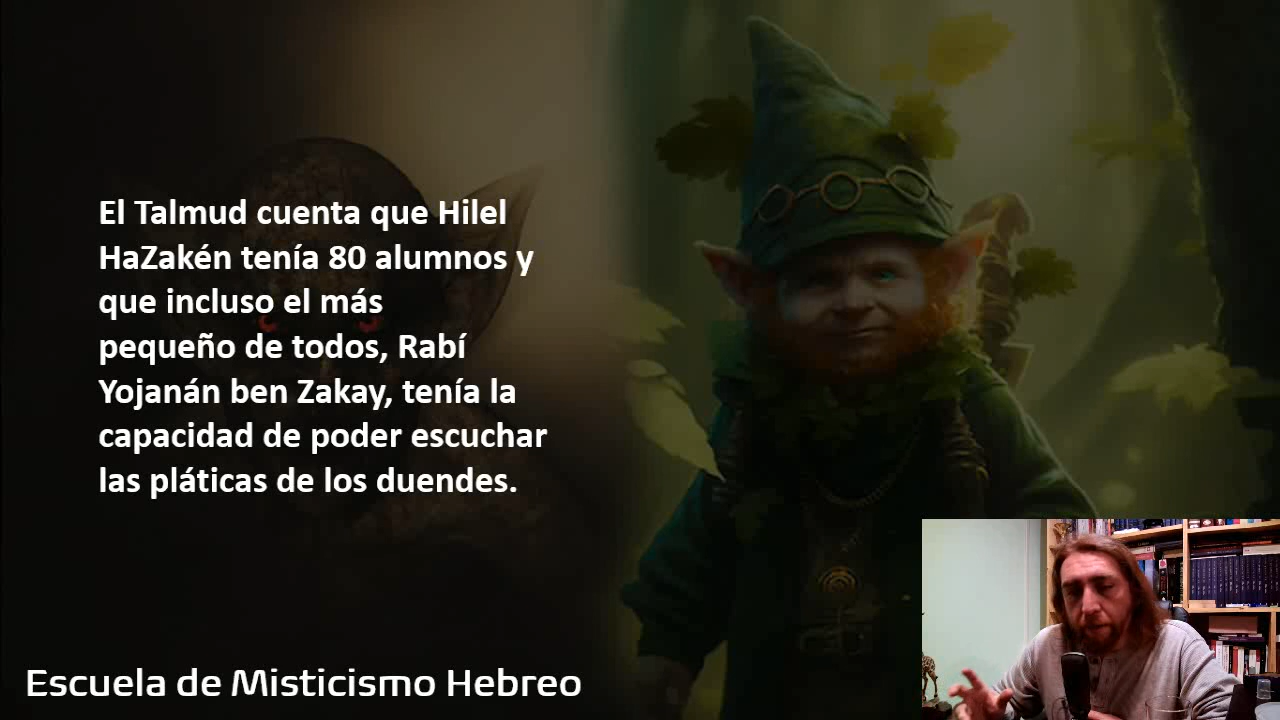 El Talmud cuenta que Hilel
HaZakén tenía 80 alumnos y
que incluso el más
pequeño de todos, Rabí
Yojanán ben Zakay, tenía la
capacidad de poder escuchar
las pláticas de los duendes.
Escuela de Misticismo Hebreo